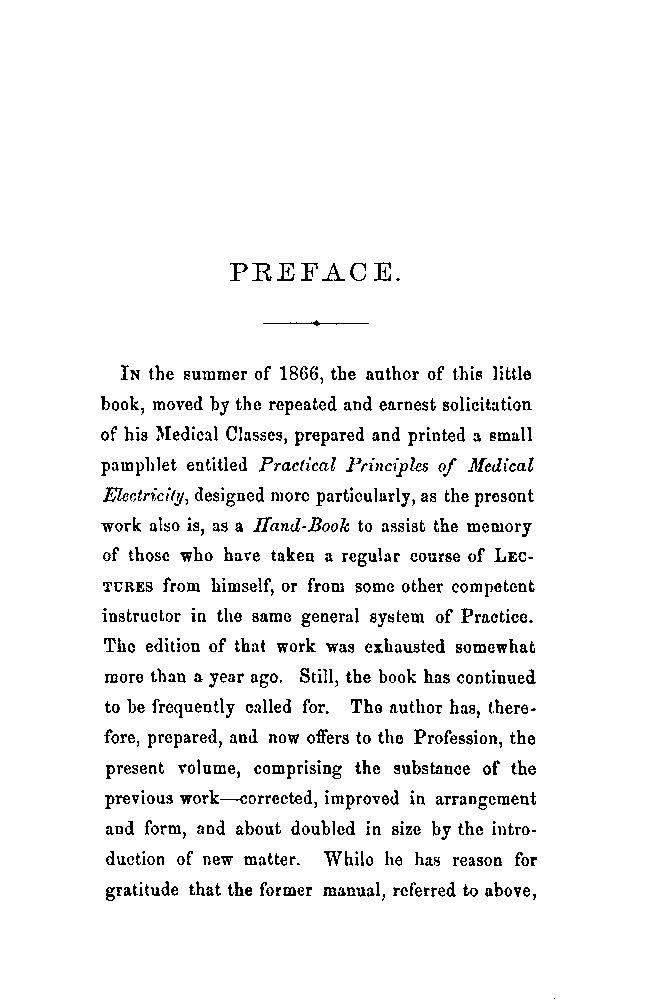 PREFACE.
In the summer of 1866, the author of this little
book, moved by the repeated and earnest solicitation
of his Medical Classes, prepared and printed a small
pamphlet entitled Practical Principles of Medical
Electricity, designed more particularly, as the present
work also is, as a Hand-Book to assist the memory
of those who have taken a regular course of LEC-
TURES from himself, or from some other competent
instructor in the same general system of Practice.
The edition of that work was exhausted somewhat
more than a year ago. Still, the book has continued
to be frequently called for. The author has, there-
fore, prepared, and now offers to the Profession, the
present volume, comprising the substance of the
previous work—corrected, improved in arrangement
and form, and about doubled in size by the intro-
duction of new matter. While he has reason for
gratitude that the former manual, referred to above,